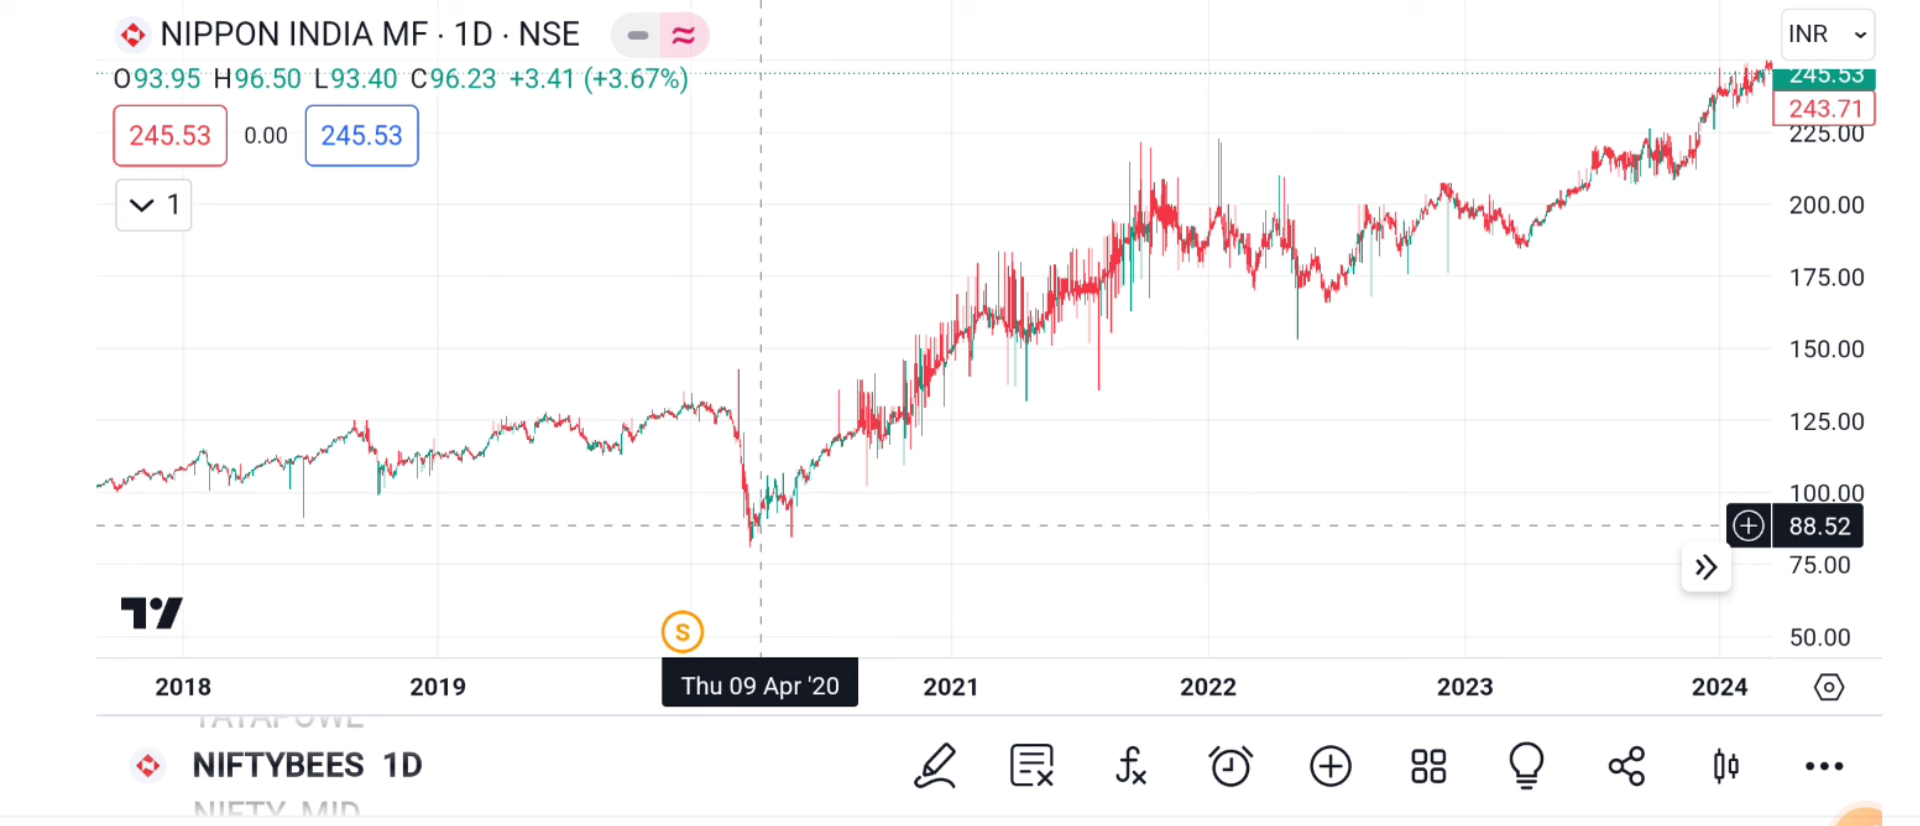 NIPPON INDIA MF · 1D · NSE
INR
O93.95 H96.50 L93.40 C96.23 +3.41 (+3.67%)
245.53
243.71
245.53 0.00 245.53
225.00
1
200.00
175.00
150.00
125.00
100.00
88.52
75.00
S
50.00
2018 2019 Thu 09 Apr '20 2021 2022 2023 2024
TATAPOWE
NIFTYBEES 1D
NIFTY_MID